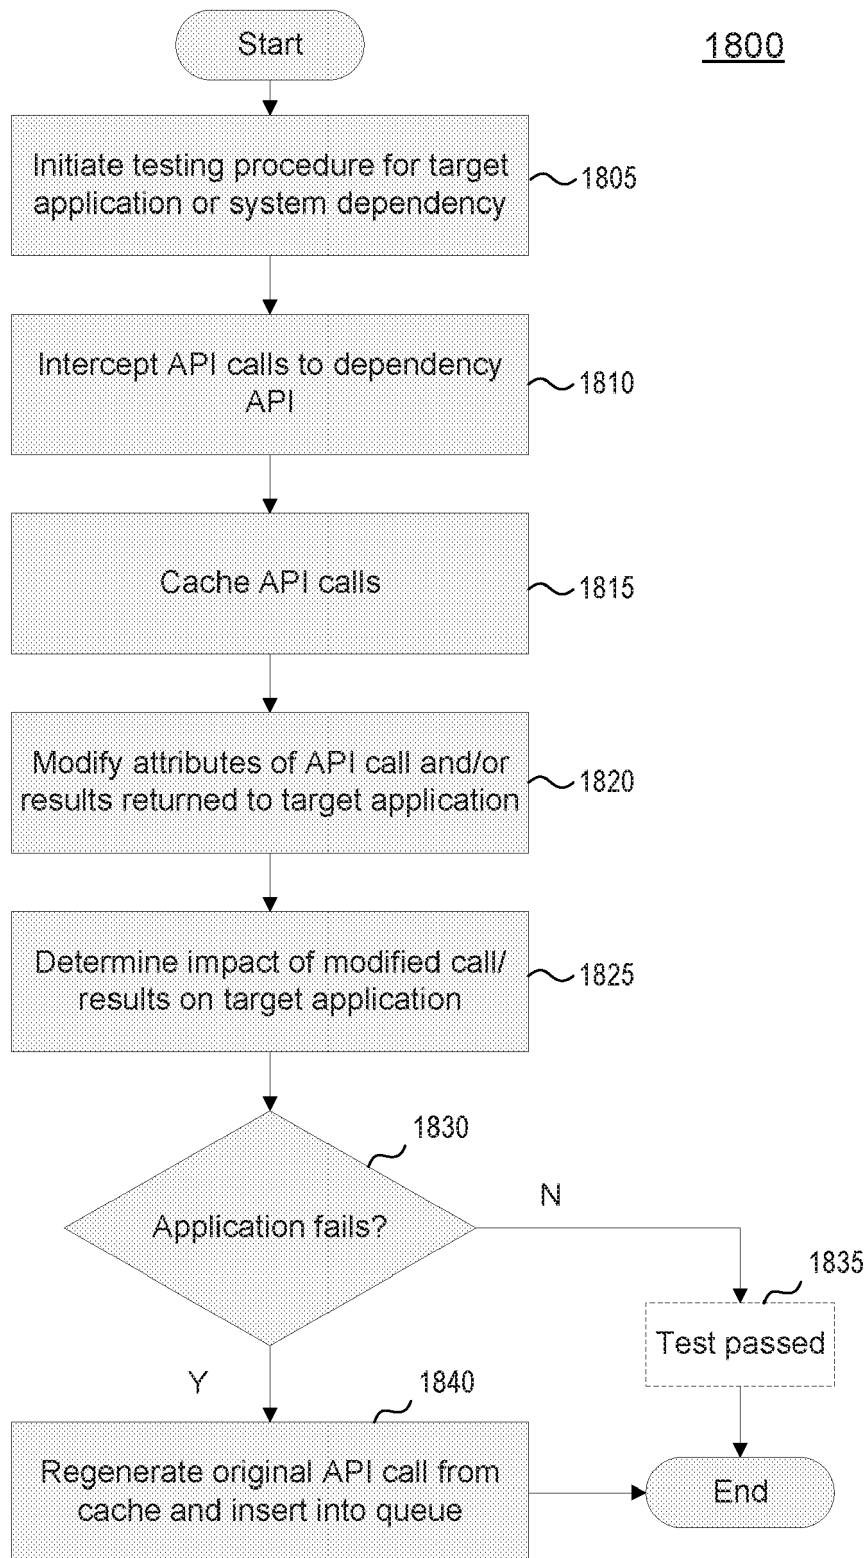 Start
1800
Initiate testing procedure for target
application or system dependency
1805
Intercept API calls to dependency
API
1810
Cache API calls
1815
Modify attributes of API call and/or
results returned to target application
1820
Determine impact of modified call/
results on target application
1825
1830
Application fails?
N
1835
Test passed
Y
1840
Regenerate original API call from
cache and insert into queue
End